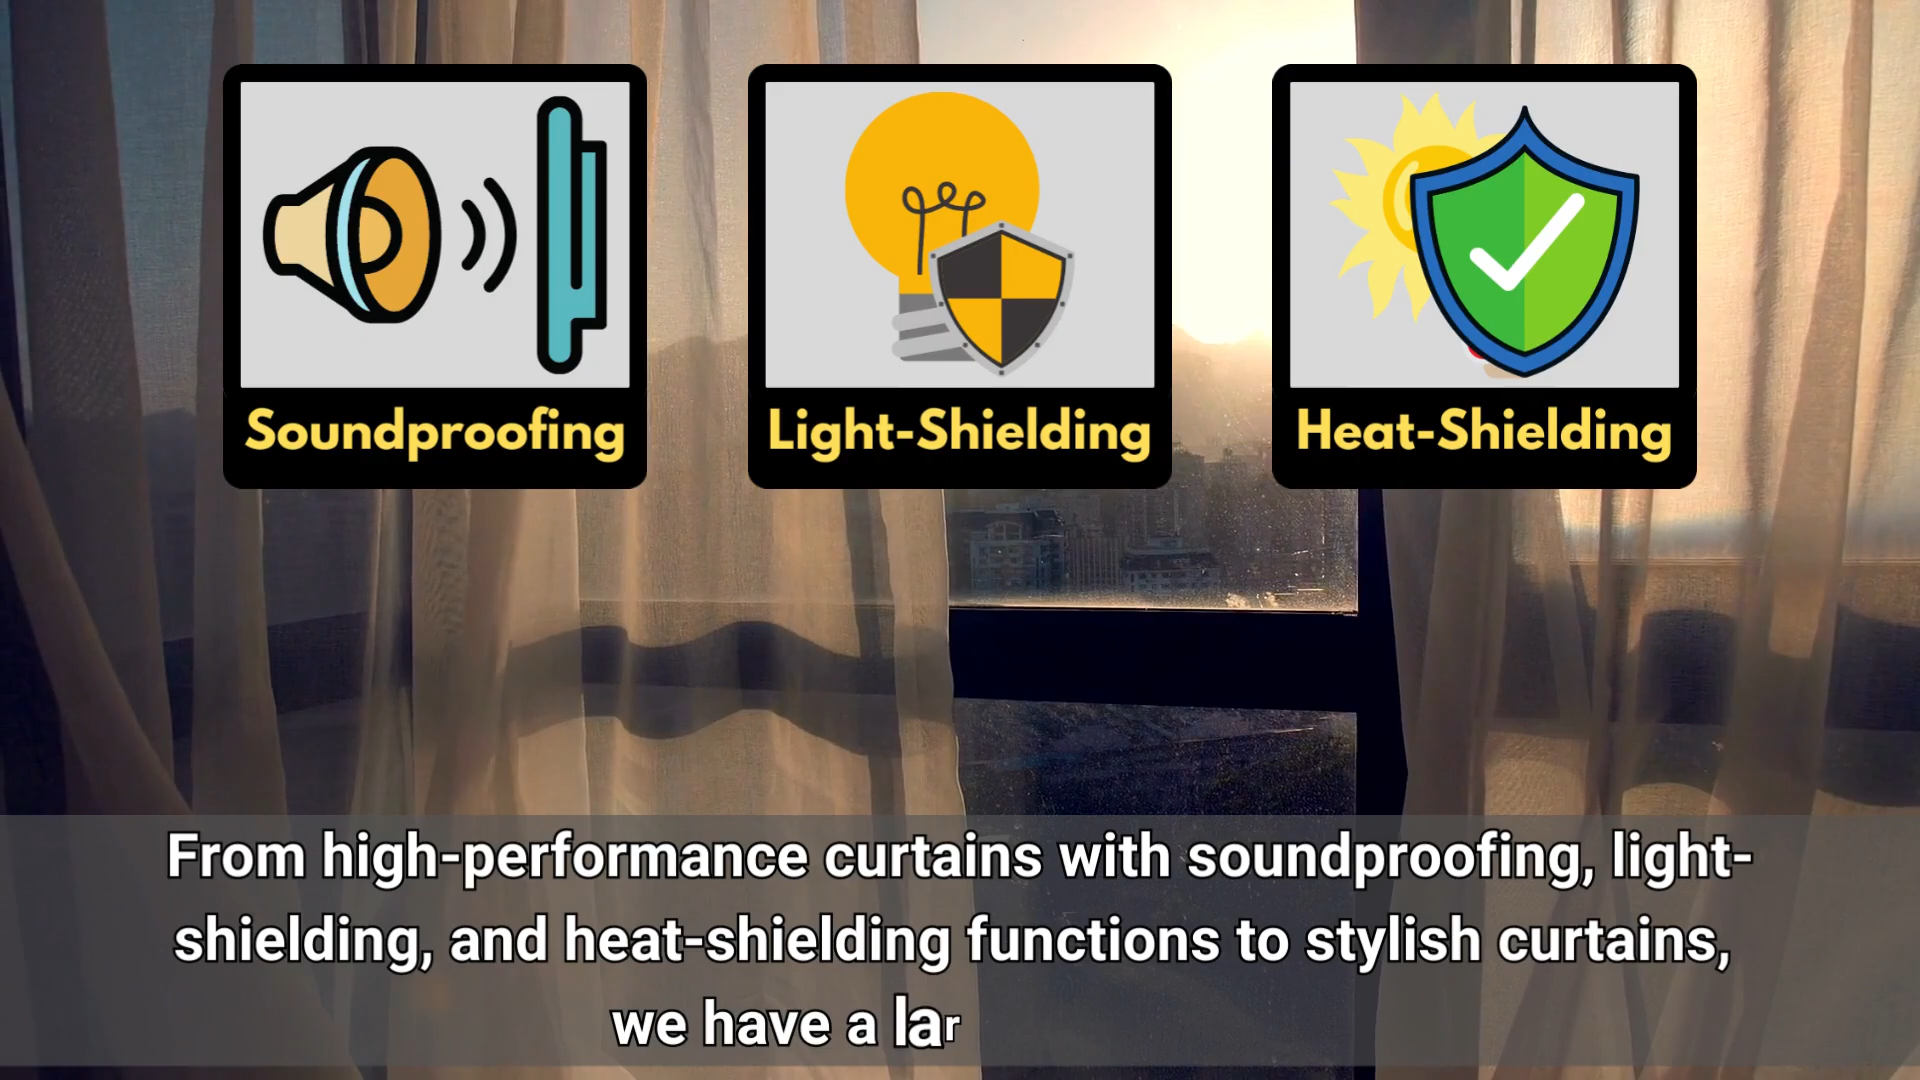 Soundproofing
Light-Shielding
Heat-Shielding
From high-performance curtains with soundproofing, light-
shielding, and heat-shielding functions to stylish curtains,
we have a lar